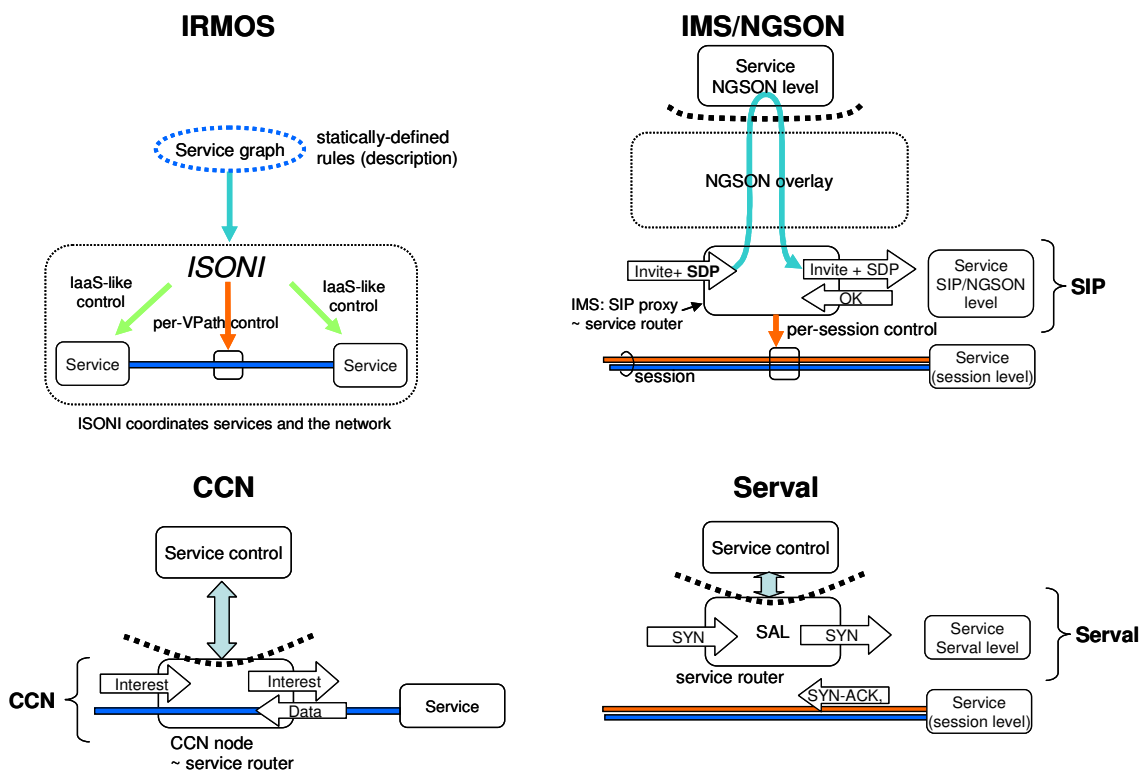 IRMOS
Service graph
statically-defined
rules (description)
ISONI
IaaS-like
control
IaaS-like
control
per-VPath control
Service
Service
ISONI coordinates services and the network
IMS/NGSON
Service
NGSON level
NGSON overlay
Invite+ SDP
Invite + SDP
OK
Service
SIP/NGSON
level
SIP
IMS: SIP proxy
~ service router
per-session control
session
Service
(session level)
CCN
Service control
CCN
Interest
Interest
Data
Service
CCN node
~ service router
Serval
Service control
SYN
SAL
SYN
Service
Serval level
Serval
service router
SYN-ACK,
Service
(session level)